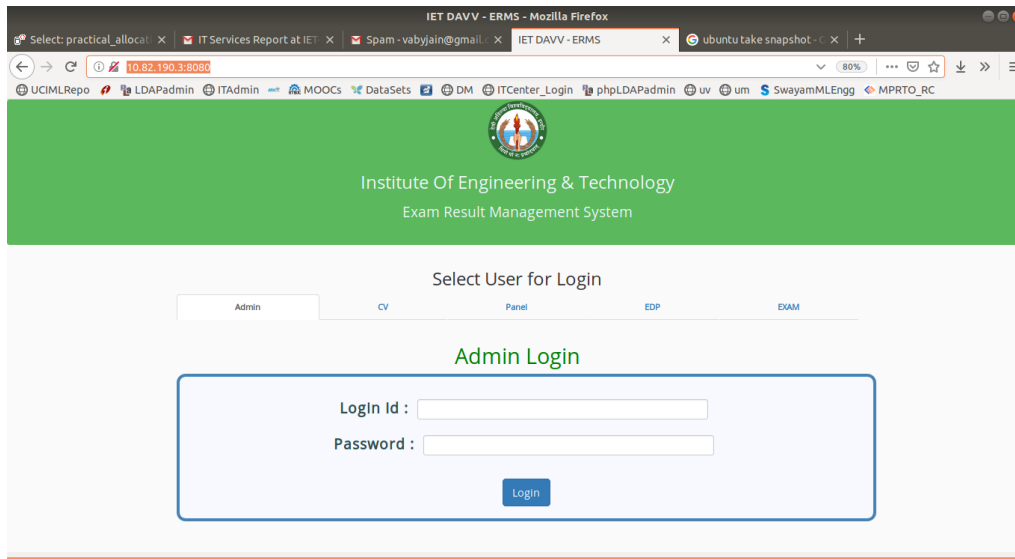 IET DAVV - ERMS - Mozilla Firefox
Select: practical_allocati
IT Services Report at IET-
Spam - vabyjain@gmail.c
IET DAVV - ERMS
ubuntu take snapshot -
10.82.190.3:8080
80%
UCIMLRepo
LDAPadmin
ITAdmin
MOOCs
DataSets
DM
ITCenter_Login
phpLDAPadmin
uv
um
SwayamMLEngg
MPRTO_RC
Institute Of Engineering & Technology
Exam Result Management System
Select User for Login
Admin
CV
Panel
EDP
EXAM
Admin Login
Login Id :
Password :
Login